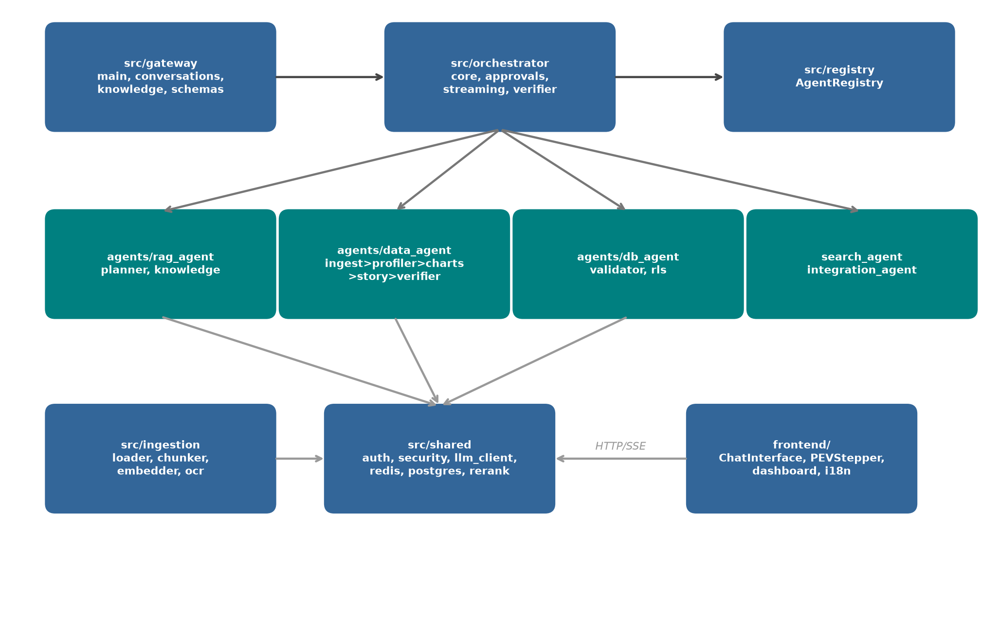 src/gateway
main, conversations,
knowledge, schemas
src/orchestrator
core, approvals,
streaming, verifier
src/registry
AgentRegistry
agents/rag_agent
planner, knowledge
agents/data_agent
ingest>profiler>charts
>story>verifier
agents/db_agent
validator, rls
search_agent
integration_agent
src/ingestion
loader, chunker,
embedder, ocr
src/shared
auth, security, llm_client,
redis, postgres, rerank
HTTP/SSE
frontend/
ChatInterface, PEVStepper,
dashboard, i18n